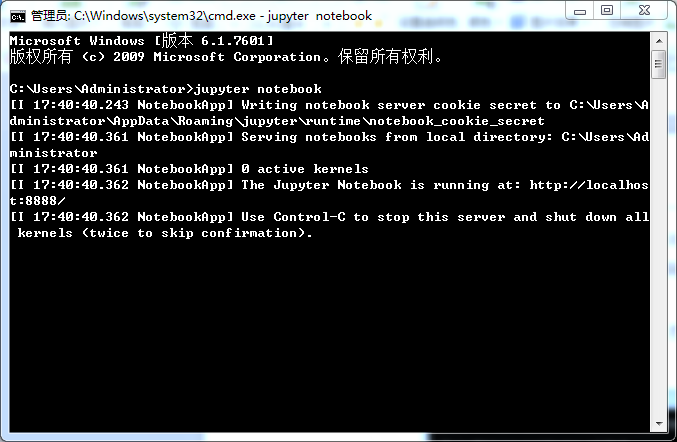 管理员: C:\Windows\system32\cmd.exe - jupyter  notebook
Microsoft Windows [版本 6.1.7601]
版权所有 (c) 2009 Microsoft Corporation。保留所有权利。
C:\Users\Administrator>jupyter notebook
[I 17:40:40.243 NotebookApp] Writing notebook server cookie secret to C:\Users\A
dministrator\AppData\Roaming\jupyter\runtime\notebook_cookie_secret
[I 17:40:40.361 NotebookApp] Serving notebooks from local directory: C:\Users\Ad
ministrator
[I 17:40:40.361 NotebookApp] 0 active kernels
[I 17:40:40.362 NotebookApp] The Jupyter Notebook is running at: http://localhos
t:8888/
[I 17:40:40.362 NotebookApp] Use Control-C to stop this server and shut down all
 kernels (twice to skip confirmation).